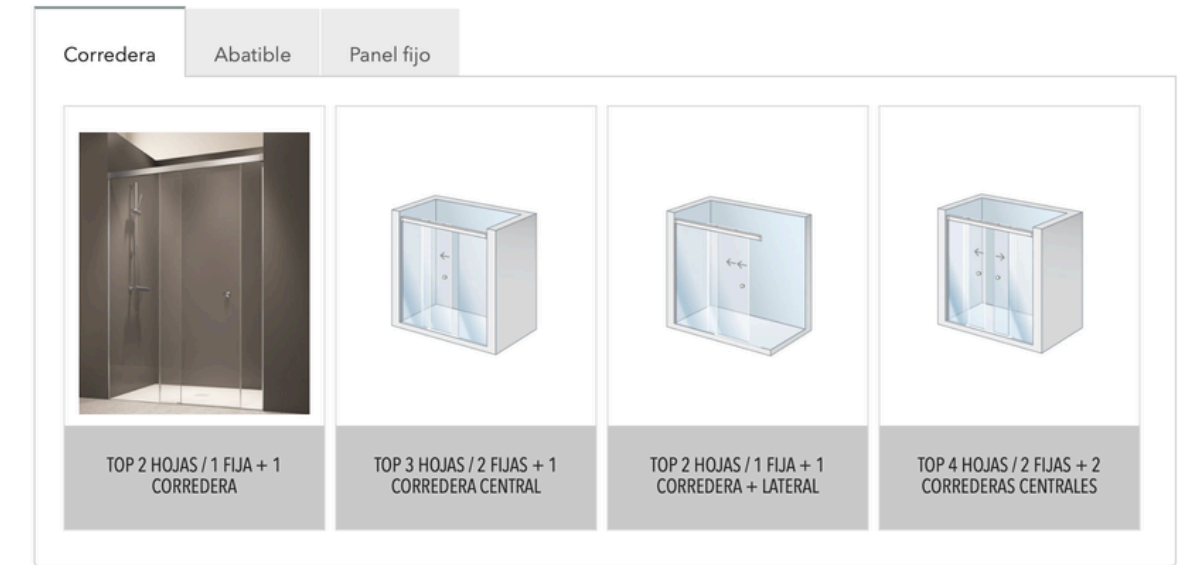 Corredera
Abatible
Panel fijo
TOP 2 HOJAS / 1 FIJA + 1
CORREDERA
TOP 3 HOJAS / 2 FIJAS + 1
CORREDERA CENTRAL
TOP 2 HOJAS / 1 FIJA + 1
CORREDERA + LATERAL
TOP 4 HOJAS / 2 FIJAS + 2
CORREDERAS CENTRALES